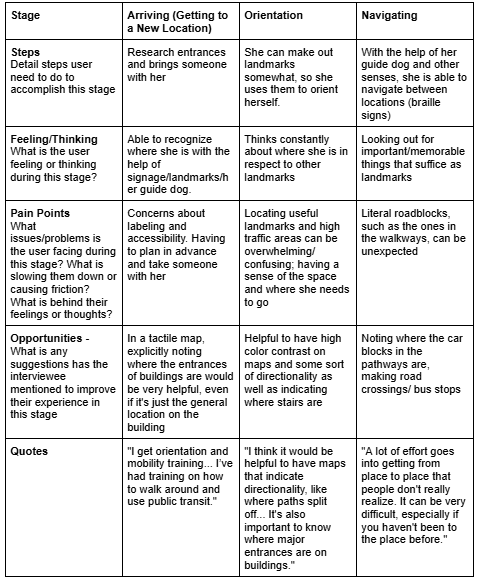 Stage
Arriving (Getting to
a New Location)
Orientation
Navigating
Steps
Detail steps user
need to do to
accomplish this stage
Research entrances
and brings someone
with her
She can make out
landmarks
somewhat, so she
uses them to orient
herself.
With the help of her
guide dog and other
senses, she is able to
navigate between
locations (braille
signs)
Feeling/Thinking
What is the user
feeling or thinking
during this stage?
Able to recognize
where she is with the
help of
signage/landmarks/h
er guide dog.
Thinks constantly
about where she is in
respect to other
landmarks
Looking out for
important/memorable
things that suffice as
landmarks
Pain Points
What
issues/problems is
the user facing during
this stage? What is
slowing them down or
causing friction?
What is behind their
feelings or thoughts?
Concerns about
labeling and
accessibility. Having
to plan in advance
and take someone
with her
Locating useful
landmarks and high
traffic areas can be
overwhelming/
confusing; having a
sense of the space
and where she needs
to go
Literal roadblocks,
such as the ones in
the walkways, can be
unexpected
Opportunities -
What is any
suggestions has the
interviewee
mentioned to improve
their experience in
this stage
In a tactile map,
explicitly noting
where the entrances
of buildings are would
be very helpful, even
if it's just the general
location on the
building
Helpful to have high
color contrast on
maps and some sort
of directionality as
well as indicating
where stairs are
Noting where the car
blocks in the
pathways are,
making road
crossings/ bus stops
Quotes
"I get orientation and
mobility training... I've
had training on how
to walk around and
use public transit."
"I think it would be
helpful to have maps
that indicate
directionality, like
where paths split
off... It's also
important to know
where major
entrances are on
buildings."
"A lot of effort goes
into getting from
place to place that
people don't really
realize. It can be very
difficult, especially if
you haven't been to
the place before."